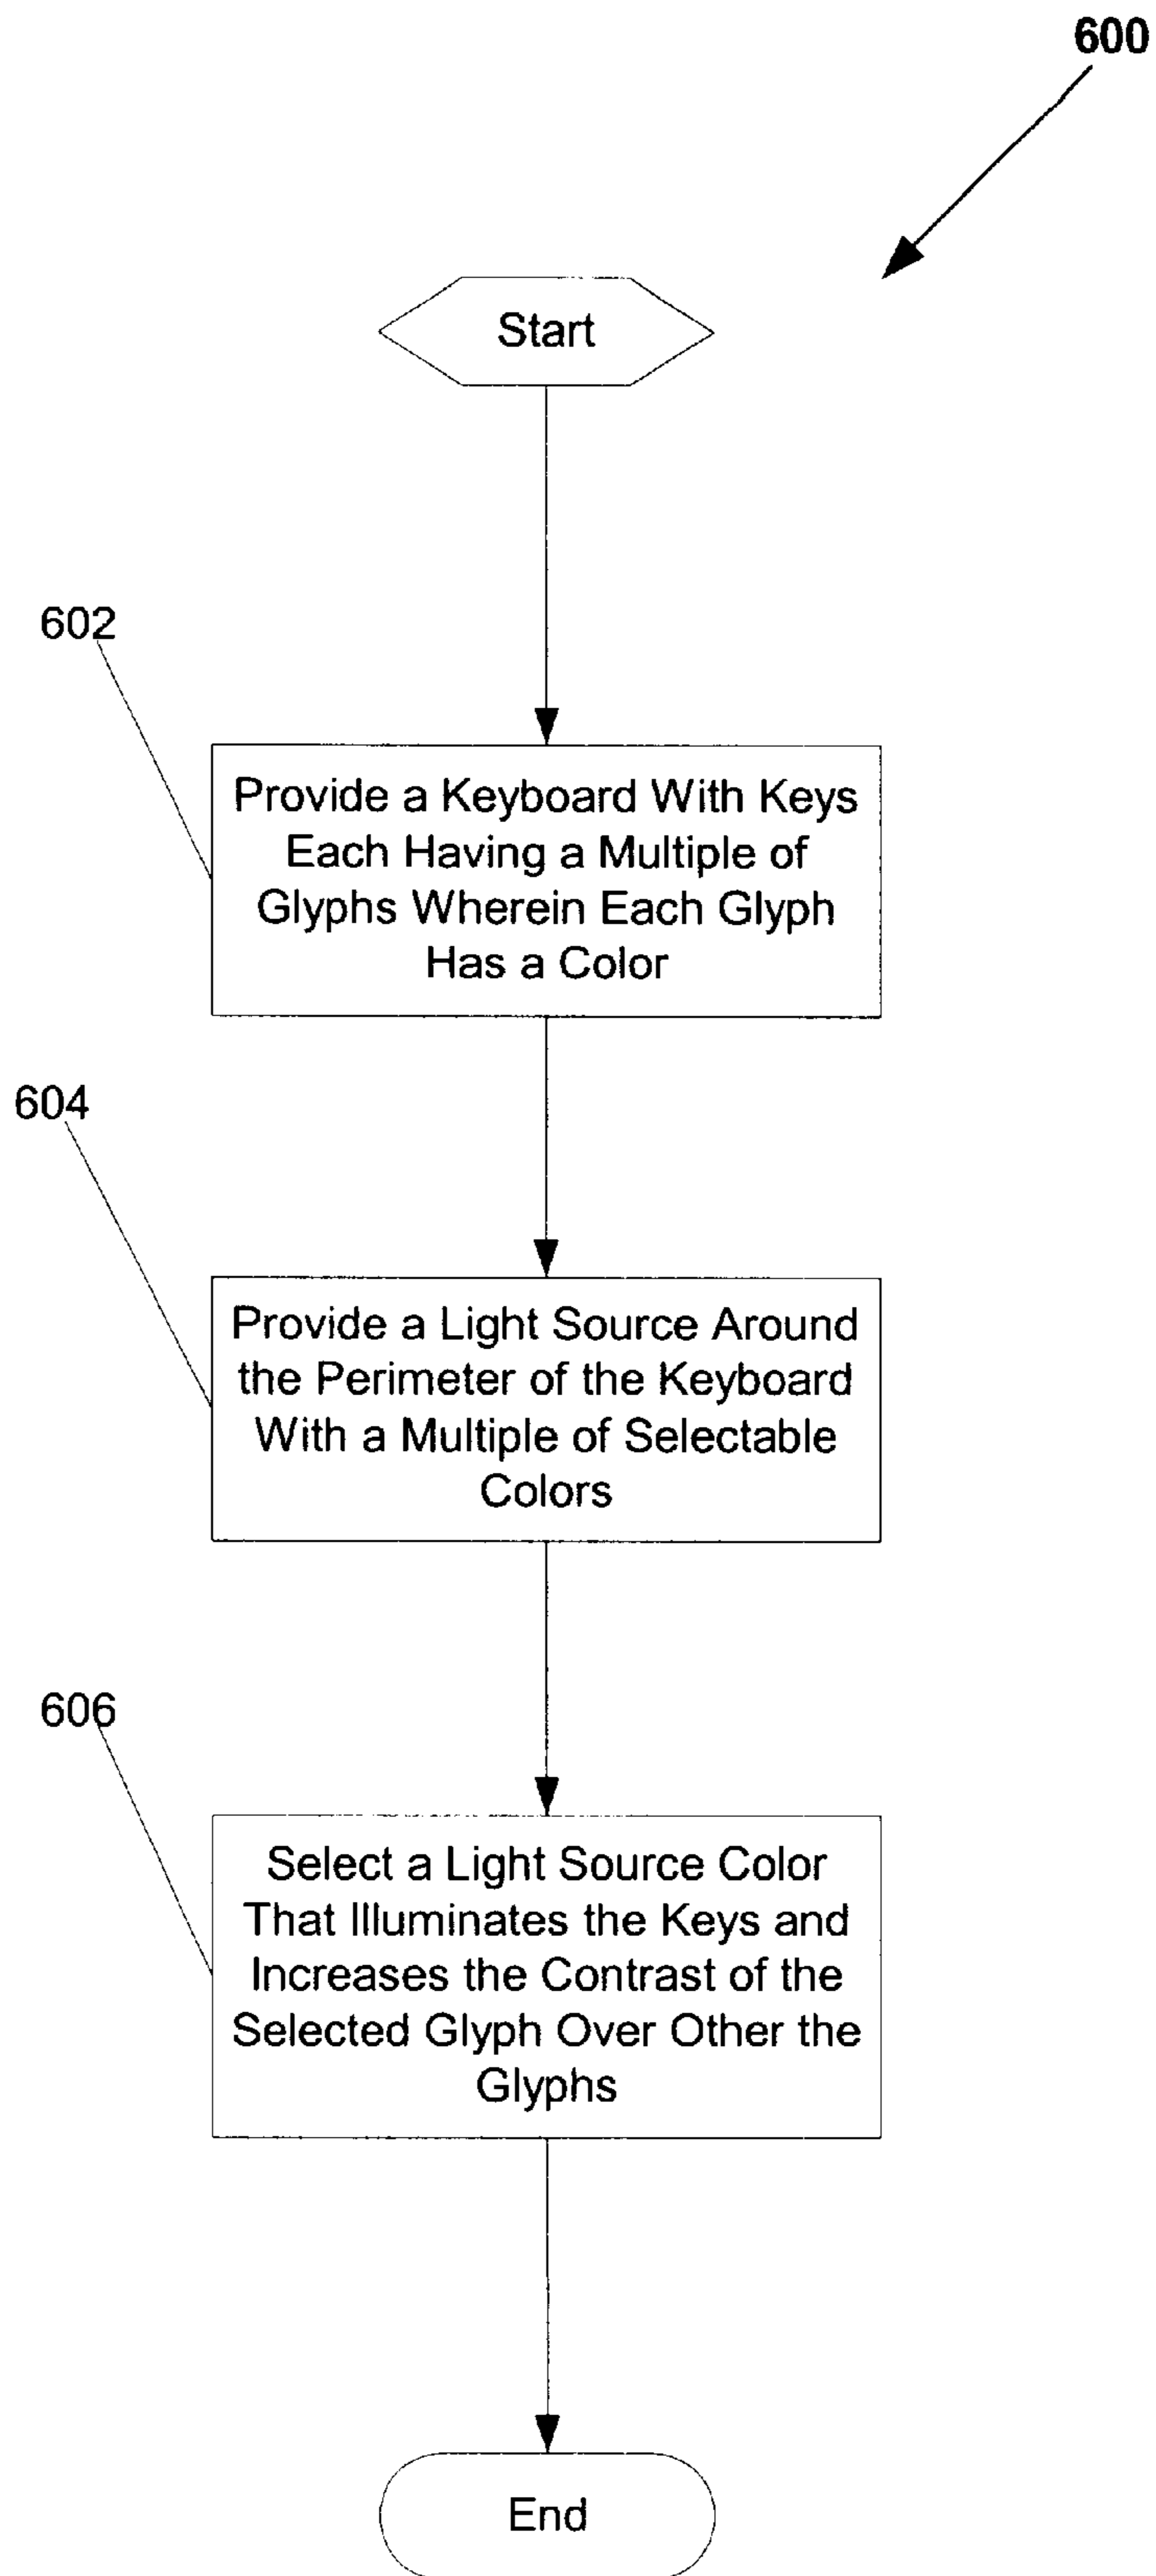 600
Start
602
Provide a Keyboard With Keys
Each Having a Multiple of
Glyphs Wherein Each Glyph
Has a Color
604
Provide a Light Source Around
the Perimeter of the Keyboard
With a Multiple of Selectable
Colors
606
Select a Light Source Color
That Illuminates the Keys and
Increases the Contrast of the
Selected Glyph Over Other the
Glyphs
End